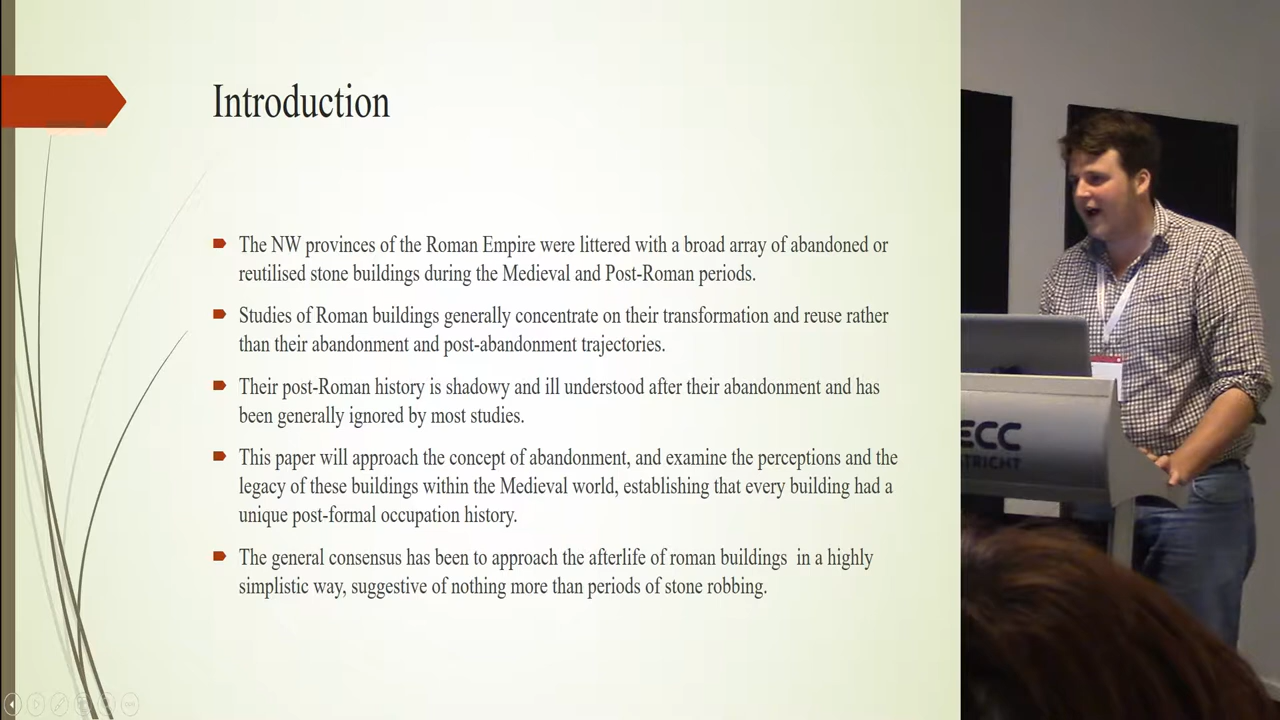 Introduction
The NW provinces of the Roman Empire were littered with a broad array of abandoned or
reutilised stone buildings during the Medieval and Post-Roman periods.
Studies of Roman buildings generally concentrate on their transformation and reuse rather
than their abandonment and post-abandonment trajectories.
Their post-Roman history is shadowy and ill understood after their abandonment and has
been generally ignored by most studies.
This paper will approach the concept of abandonment, and examine the perceptions and the
legacy of these buildings within the Medieval world, establishing that every building had a
unique post-formal occupation history.
The general consensus has been to approach the afterlife of roman buildings in a highly
simplistic way, suggestive of nothing more than periods of stone robbing.
ECC
TRICHT